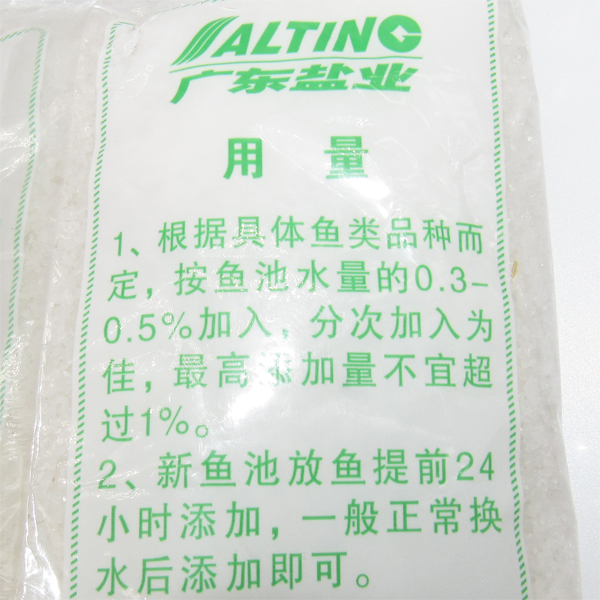 SALTING
广东盐业
用量
1、根据具体鱼类品种而
定，按鱼池水量的0.3-
0.5%加入，分次加入为
佳，最高添加量不宜超
过1%。
2、新鱼池放鱼提前24
小时添加，一般正常换
水后添加即可。